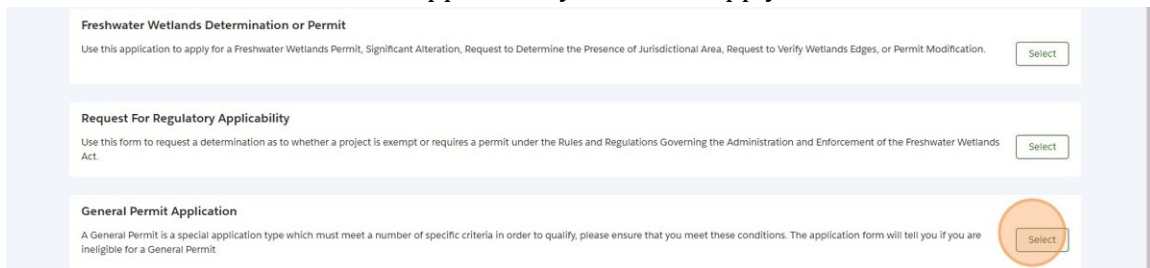 Freshwater Wetlands Determination or Permit
Use this application to apply for a Freshwater Wetlands Permit, Significant Alteration, Request to Determine the Presence of Jurisdictional Area, Request to Verify Wetlands Edges, or Permit Modification.
Select
Request For Regulatory Applicability
Use this form to request a determination as to whether a project is exempt or requires a permit under the Rules and Regulations Governing the Administration and Enforcement of the Freshwater Wetlands
Act.
Select
General Permit Application
A General Permit is a special application type which must meet a number of specific criteria in order to qualify, please ensure that you meet these conditions. The application form will tell you if you are
ineligible for a General Permit
Select